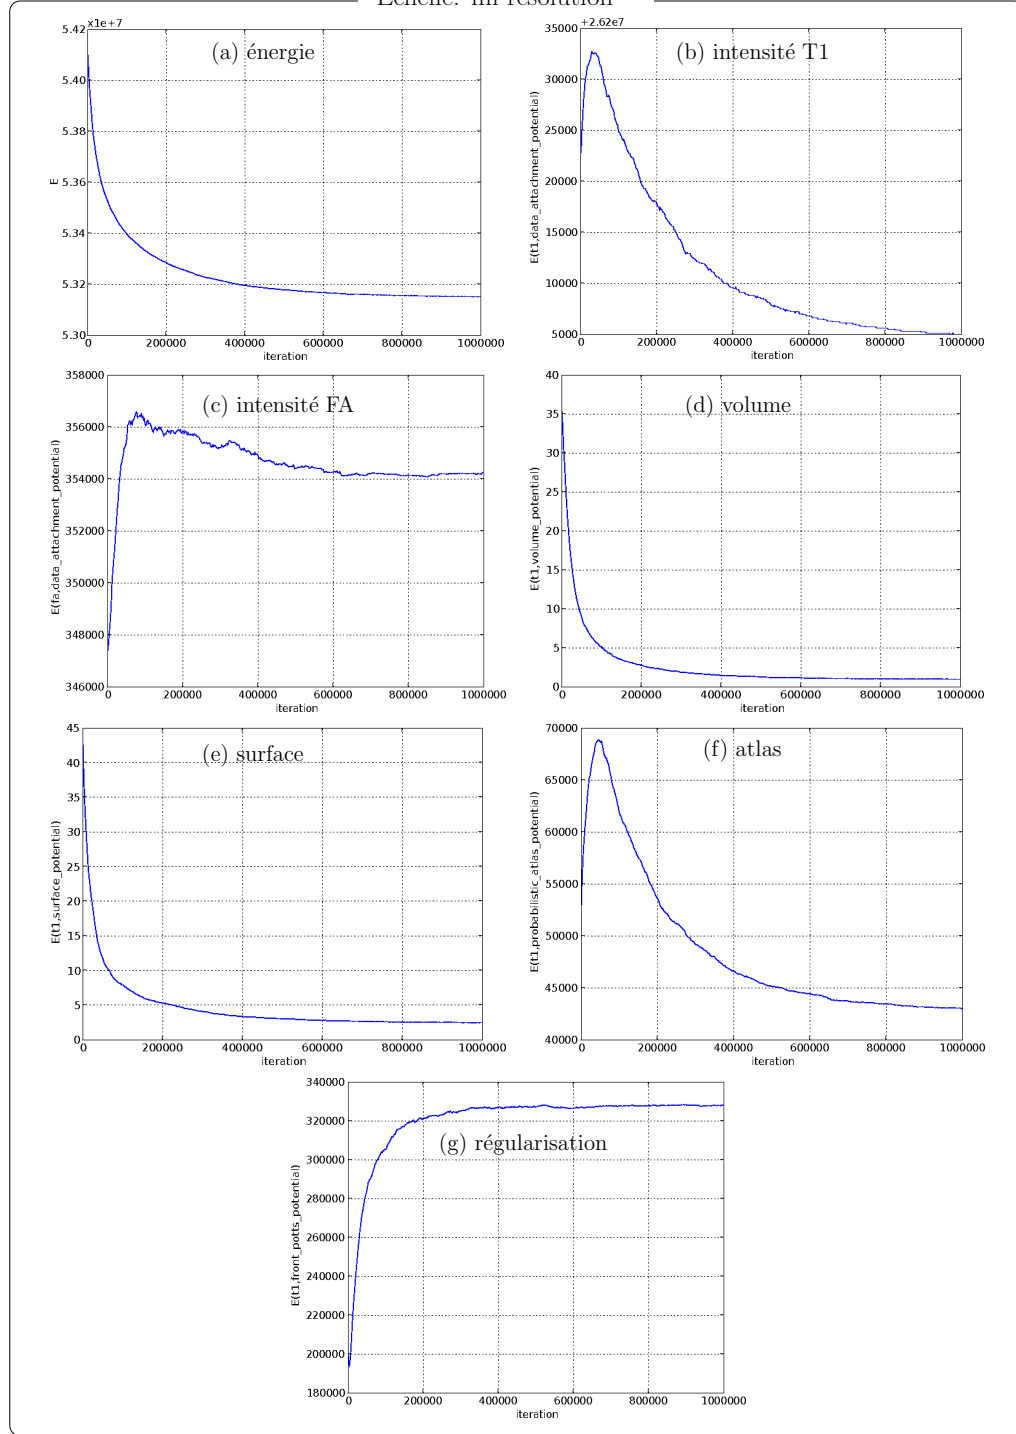 x1e+7
(a) énergie
5.42
5.40
5.38
5.36
5.34
5.32
5.30
E
0 200000 400000 600000 800000 1000000
iteration
+2.62e7
(b) intensité T1
35000
30000
25000
20000
15000
10000
5000
E(t1,data_attachment_potential)
0 200000 400000 600000 800000 1000000
iteration
(c) intensité FA
358000
356000
354000
352000
350000
348000
346000
E(fa,data_attachment_potential)
0 200000 400000 600000 800000 1000000
iteration
(d) volume
40
35
30
25
20
15
10
5
0
E(t1,volume_potential)
0 200000 400000 600000 800000 1000000
iteration
(e) surface
45
40
35
30
25
20
15
10
5
0
E(t1,surface_potential)
0 200000 400000 600000 800000 1000000
iteration
(f) atlas
70000
65000
60000
55000
50000
45000
40000
E(t1,probabilistic_atlas_potential)
0 200000 400000 600000 800000 1000000
iteration
(g) régularisation
340000
320000
300000
280000
260000
240000
220000
200000
180000
E(t1,front_potts_potential)
0 200000 400000 600000 800000 1000000
iteration